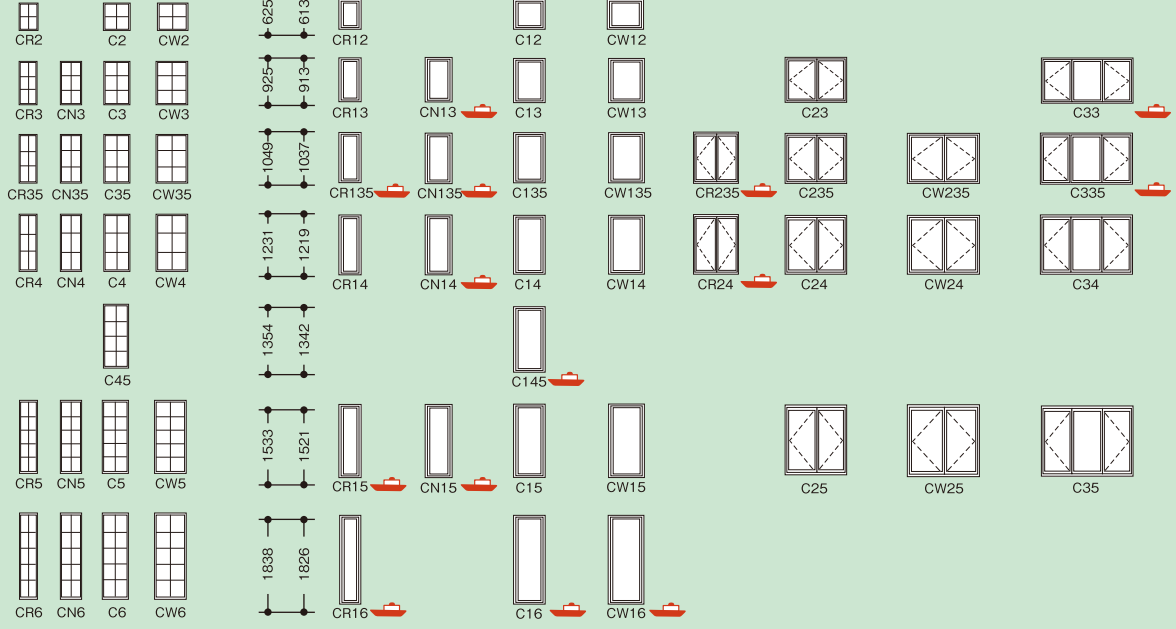 625 613
CR2 C2 CW2 CR12 C12 CW12
925 913
CR3 CN3 C3 CW3 CR13 CN13 C13 CW13 C23 C33
1049 1037
CR35 CN35 C35 CW35 CR135 CN135 C135 CW135 CR235 C235 CW235 C335
1231 1219
CR4 CN4 C4 CW4 CR14 CN14 C14 CW14 CR24 C24 CW24 C34
1354 1342
C45 C145
1533 1521
CR5 CN5 C5 CW5 CR15 CN15 C15 CW15 C25 CW25 C35
1838 1826
CR6 CN6 C6 CW6 CR16 C16 CW16